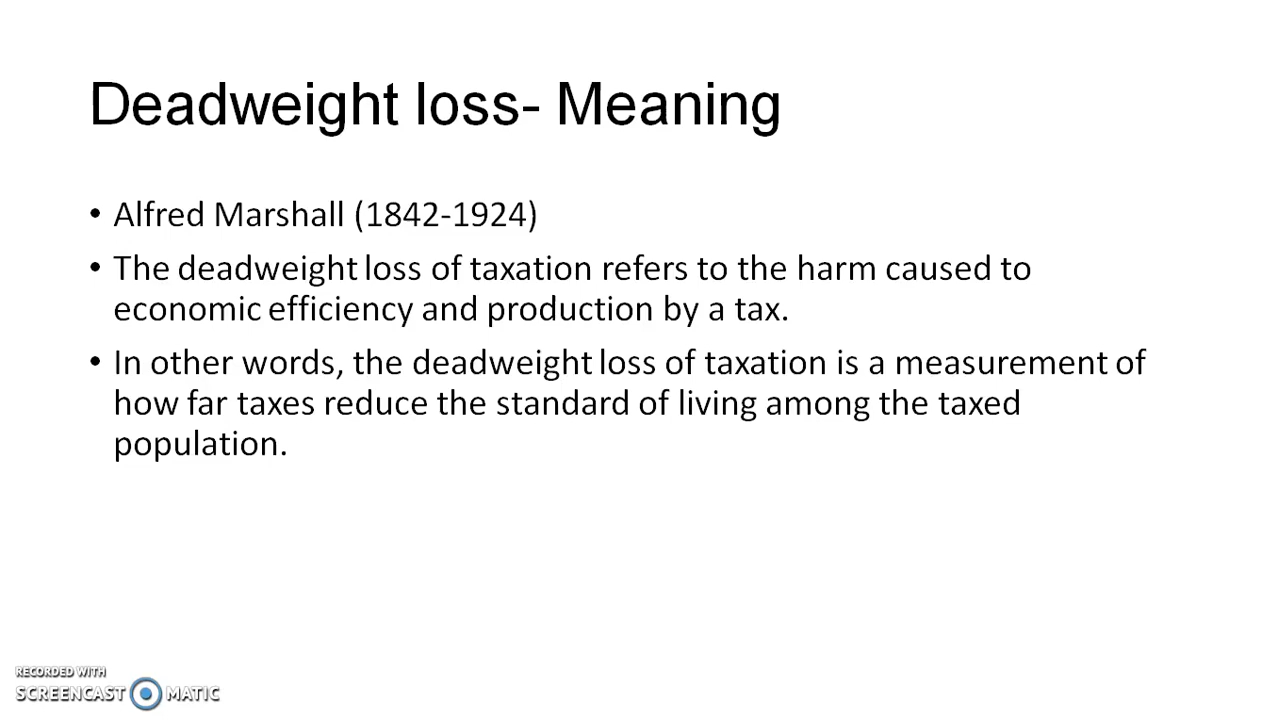 Deadweight loss- Meaning
• Alfred Marshall (1842-1924)
• The deadweight loss of taxation refers to the harm caused to
economic efficiency and production by a tax.
• In other words, the deadweight loss of taxation is a measurement of
how far taxes reduce the standard of living among the taxed
population.
RECORDED WITH
SCREENCAST MATIC